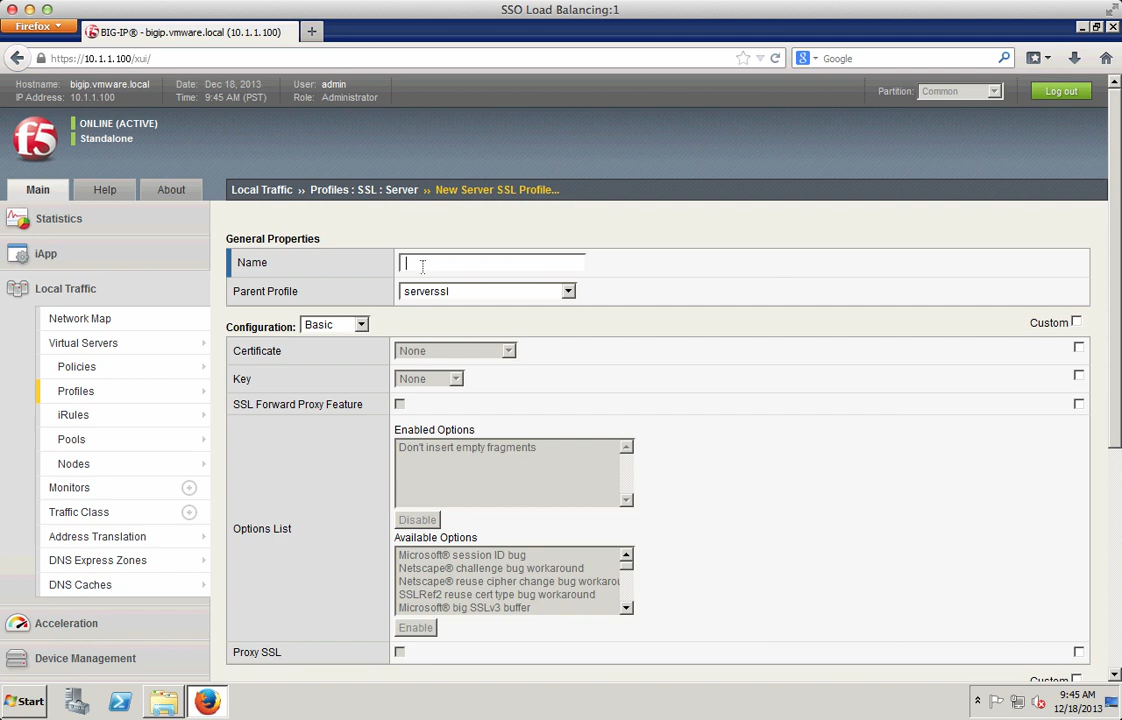 SSO Load Balancing:1
Firefox
BIG-IP® - bigip.vmware.local (10.1.1.100)
https://10.1.1.100/xui/
Google
Hostname: bigip.vmware.local Date: Dec 18, 2013 User: admin
IP Address: 10.1.1.100 Time: 9:45 AM (PST) Role: Administrator
Partition: Common
Log out
f5
ONLINE (ACTIVE)
Standalone
Main Help About
Local Traffic ›› Profiles : SSL : Server ›› New Server SSL Profile...
Statistics
iApp
Local Traffic
Network Map
Virtual Servers
Policies
Profiles
iRules
Pools
Nodes
Monitors
Traffic Class
Address Translation
DNS Express Zones
DNS Caches
Acceleration
Device Management
General Properties
Name
Parent Profile serverssl
Configuration: Basic Custom
Certificate None
Key None
SSL Forward Proxy Feature
Options List
Enabled Options
Don't insert empty fragments
Disable
Available Options
Microsoft® session ID bug
Netscape® challenge bug workaround
Netscape® reuse cipher change bug workarou
SSLRef2 reuse cert type bug workaround
Microsoft® big SSLv3 buffer
Enable
Proxy SSL
Custom
Start
9:45 AM
12/18/2013